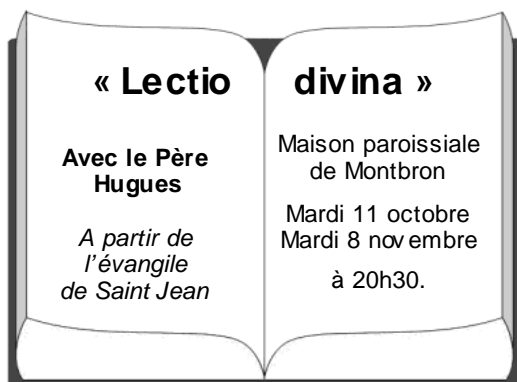 « Lectio divina »
Avec le Père
Hugues
A partir de
l'évangile
de Saint Jean
Maison paroissiale
de Montbron
Mardi 11 octobre
Mardi 8 novembre
à 20h30.